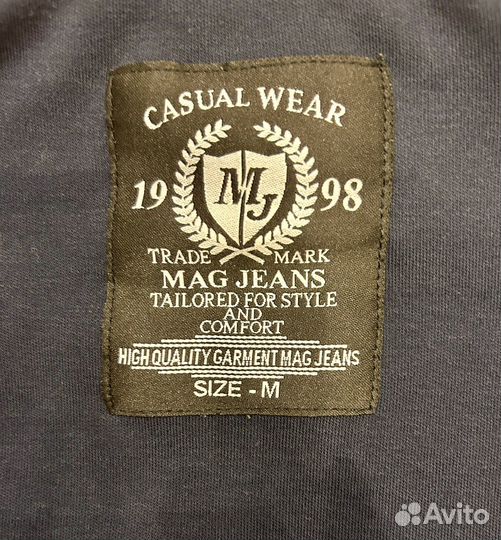 CASUAL WEAR
19 MJ 98
TRADE MARK
MAG JEANS
TAILORED FOR STYLE
AND
COMFORT
HIGH QUALITY GARMENT MAG JEANS
SIZE - M
Avito